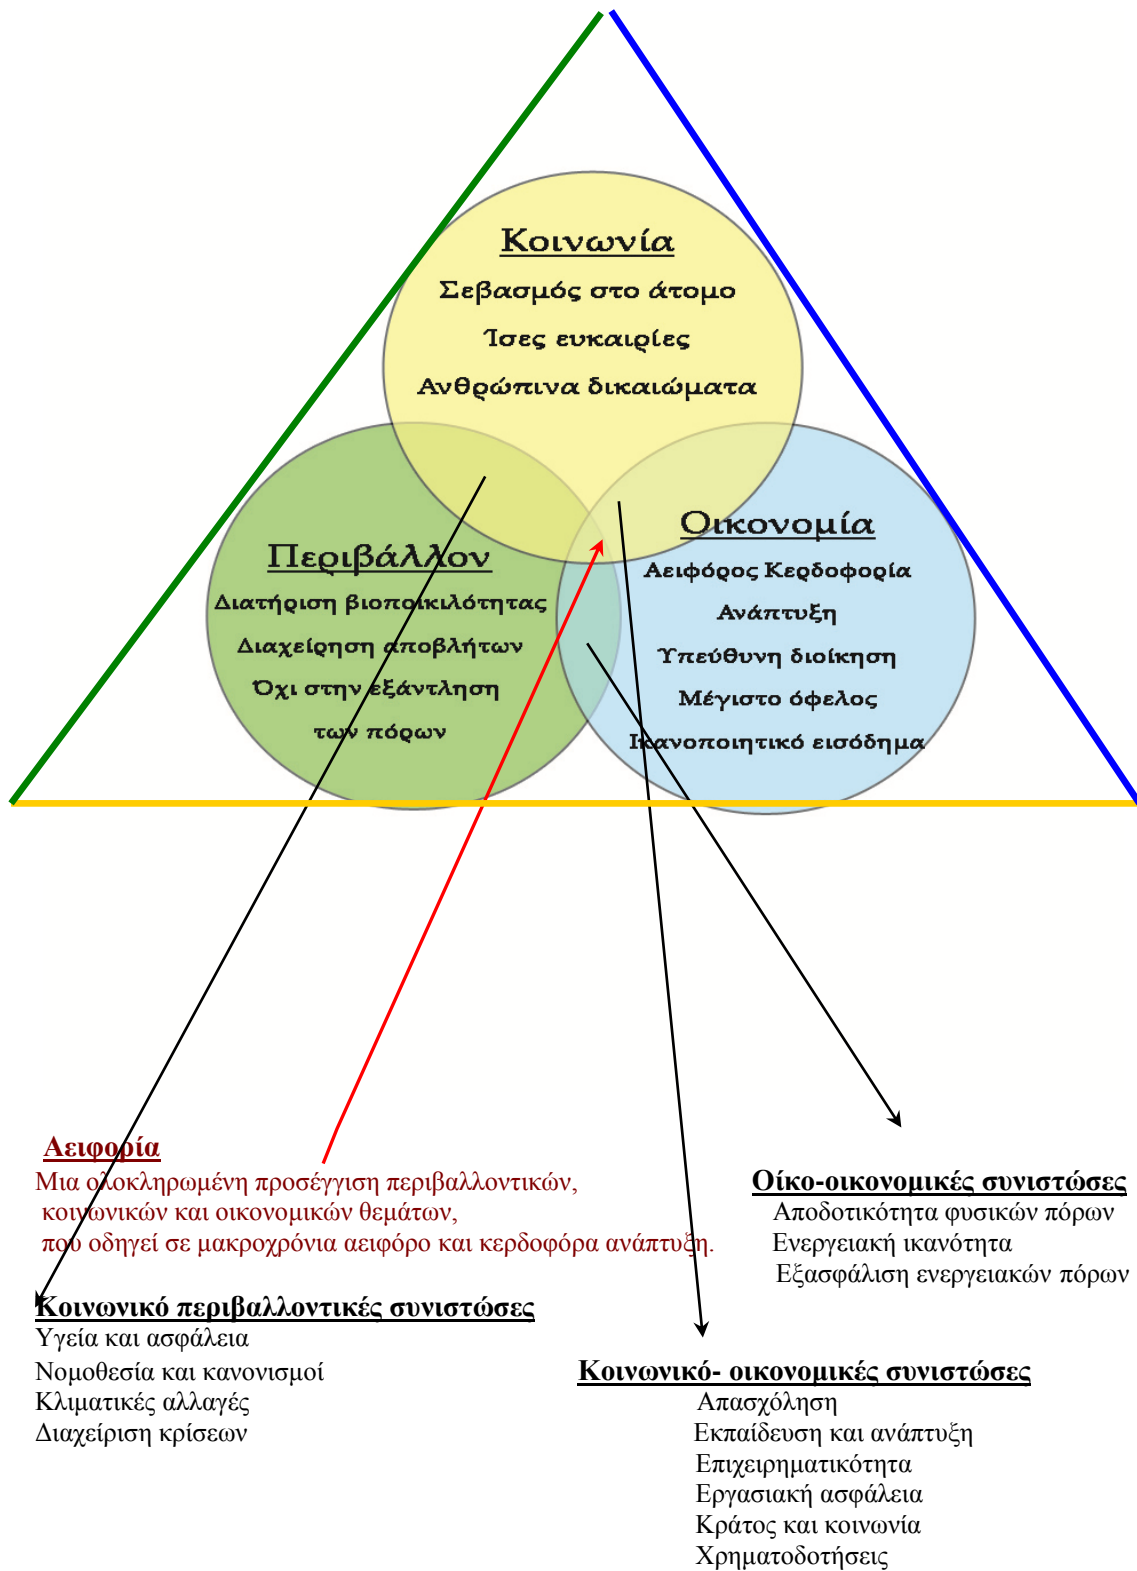 Κοινωνία
Σεβασμός στο άτομο
Ίσες ευκαιρίες
Ανθρώπινα δικαιώματα
Περιβάλλον
Διατήριση βιοποικιλότητας
Διαχείρηση αποβλήτων
Όχι στην εξάντληση
των πόρων
Οικονομία
Αειφόρος Κερδοφορία
Ανάπτυξη
Υπεύθυνη διοίκηση
Μέγιστο όφελος
Ικανοποιητικό εισόδημα
Αειφορία
Μια ολοκληρωμένη προσέγγιση περιβαλλοντικών,
κοινωνικών και οικονομικών θεμάτων,
που οδηγεί σε μακροχρόνια αειφόρο και κερδοφόρα ανάπτυξη.
Οίκο-οικονομικές συνιστώσες
Αποδοτικότητα φυσικών πόρων
Ενεργειακή ικανότητα
Εξασφάλιση ενεργειακών πόρων
Κοινωνικό περιβαλλοντικές συνιστώσες
Υγεία και ασφάλεια
Νομοθεσία και κανονισμοί
Κλιματικές αλλαγές
Διαχείριση κρίσεων
Κοινωνικό- οικονομικές συνιστώσες
Απασχόληση
Εκπαίδευση και ανάπτυξη
Επιχειρηματικότητα
Εργασιακή ασφάλεια
Κράτος και κοινωνία
Χρηματοδοτήσεις